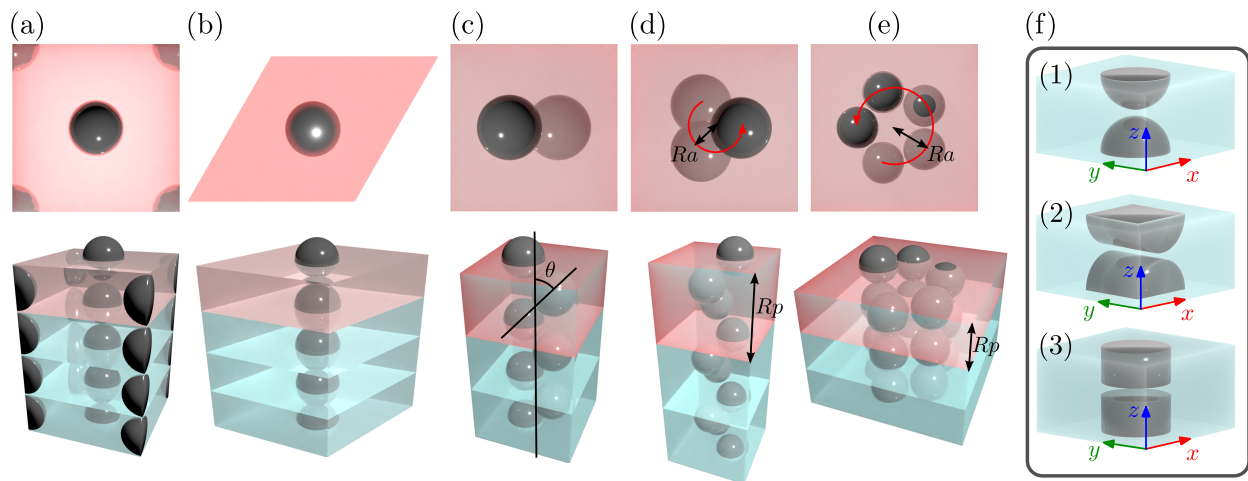 (a) (b) (c) (d) (e) (f)
Ra
Ra
θ
Rp
Rp
(1)
z
y
x
(2)
z
y
x
(3)
z
y
x